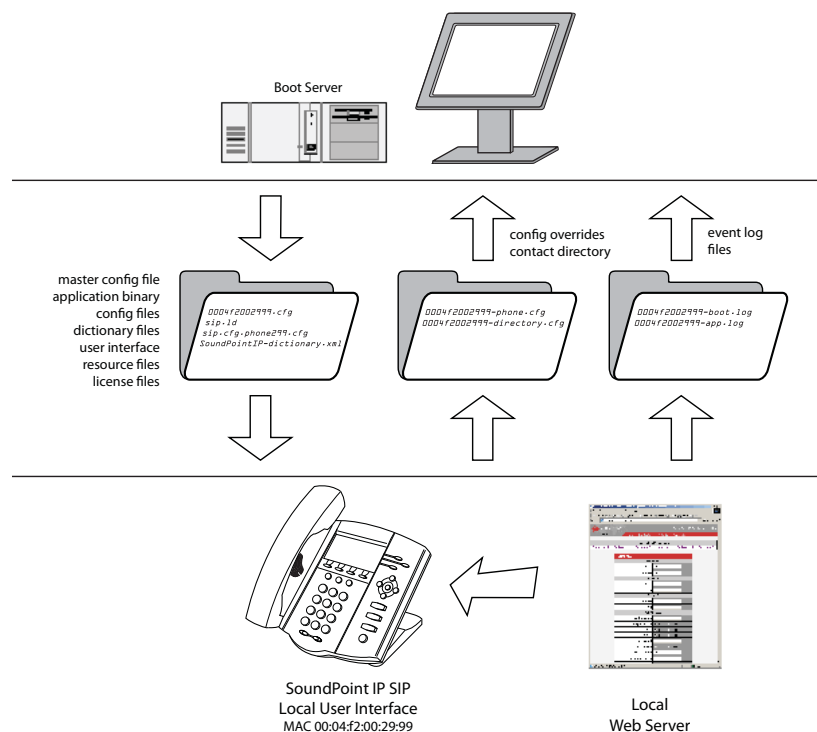 Boot Server
config overrides
contact directory
event log
files
master config file
application binary
config files
dictionary files
user interface
resource files
license files
0004f2002999.cfg
sip.ld
sip.cfg.phone299.cfg
SoundPointIP-dictionary.xml
0004f2002999-phone.cfg
0004f2002999-directory.cfg
0004f2002999-boot.log
0004f2002999-app.log
SoundPoint IP SIP
Local User Interface
MAC 00:04:f2:00:29:99
Local
Web Server